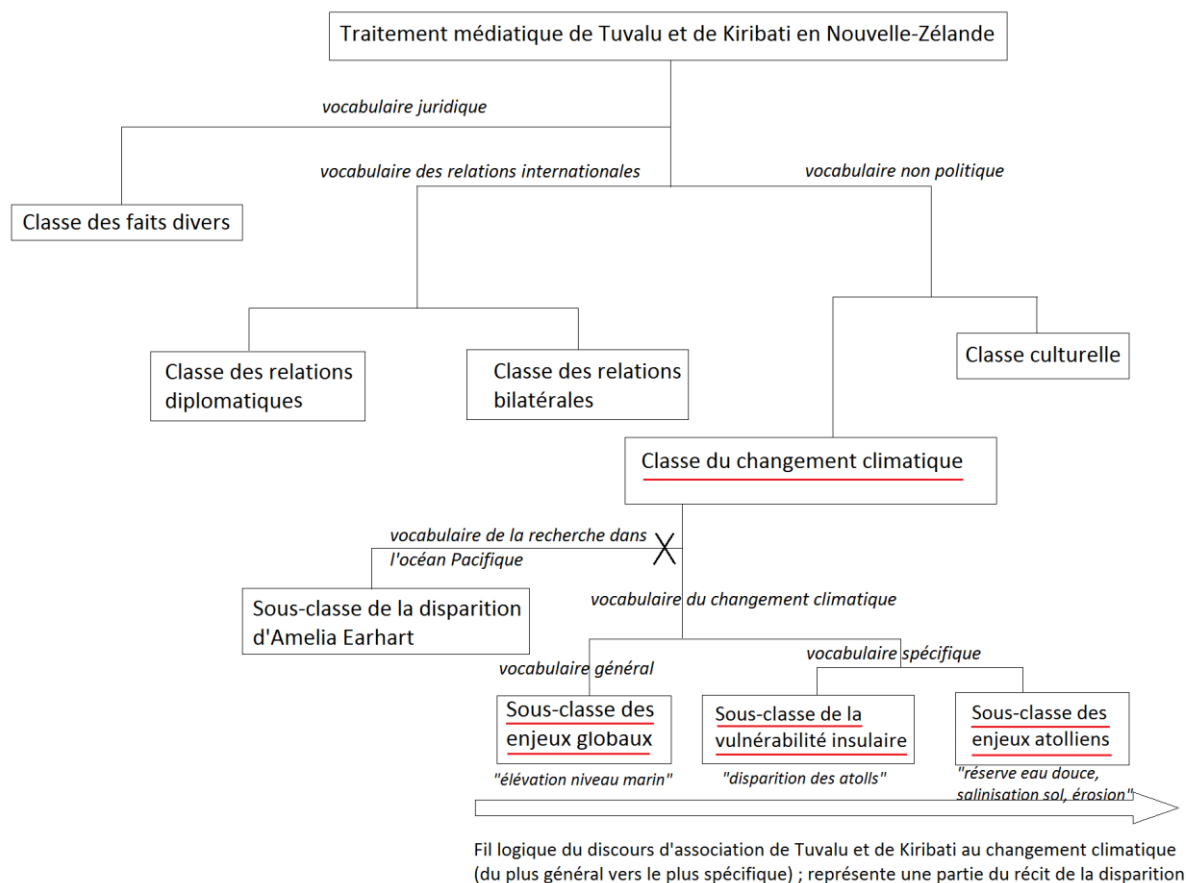 Traitement médiatique de Tuvalu et de Kiribati en Nouvelle-Zélande
vocabulaire juridique
vocabulaire des relations internationales
vocabulaire non politique
Classe des faits divers
Classe des relations
diplomatiques
Classe des relations
bilatérales
Classe culturelle
Classe du changement climatique
vocabulaire de la recherche dans
l'océan Pacifique
Sous-classe de la disparition
d'Amelia Earhart
vocabulaire du changement climatique
vocabulaire général
vocabulaire spécifique
Sous-classe des
enjeux globaux
Sous-classe de la
vulnérabilité insulaire
Sous-classe des
enjeux atolliens
"élévation niveau marin"
"disparition des atolls"
"réserve eau douce,
salinisation sol, érosion"
Fil logique du discours d'association de Tuvalu et de Kiribati au changement climatique
(du plus général vers le plus spécifique) ; représente une partie du récit de la disparition